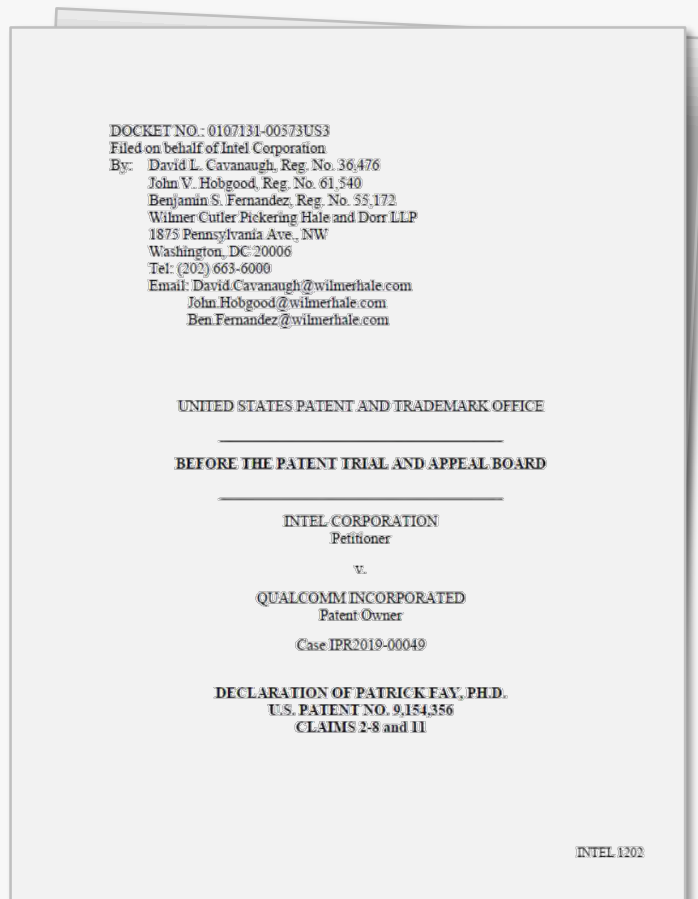 DOCKET NO.: 0107131-00573US3
Filed on behalf of Intel Corporation
By: David L. Cavanaugh, Reg. No. 36,476
John V. Hobgood, Reg. No. 61,540
Benjamin S. Fernandez, Reg. No. 55,172
Wilmer Cutler Pickering Hale and Dorr LLP
1875 Pennsylvania Ave., NW
Washington, DC 20006
Tel: (202) 663-6000
Email: David.Cavanaugh@wilmerhale.com
John.Hobgood@wilmerhale.com
Ben.Fernandez@wilmerhale.com
UNITED STATES PATENT AND TRADEMARK OFFICE
BEFORE THE PATENT TRIAL AND APPEAL BOARD
INTEL CORPORATION
Petitioner
v.
QUALCOMM INCORPORATED
Patent Owner
Case IPR2019-00049
DECLARATION OF PATRICK FAY, PH.D.
U.S. PATENT NO. 9,154,356
CLAIMS 2-8 and 11
INTEL 1202